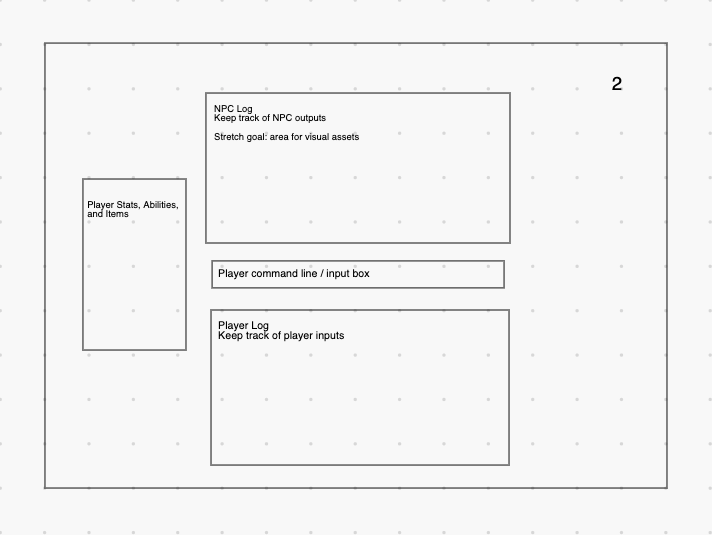 2
NPC Log
Keep track of NPC outputs
Stretch goal: area for visual assets
Player Stats, Abilities,
and Items
Player command line / input box
Player Log
Keep track of player inputs